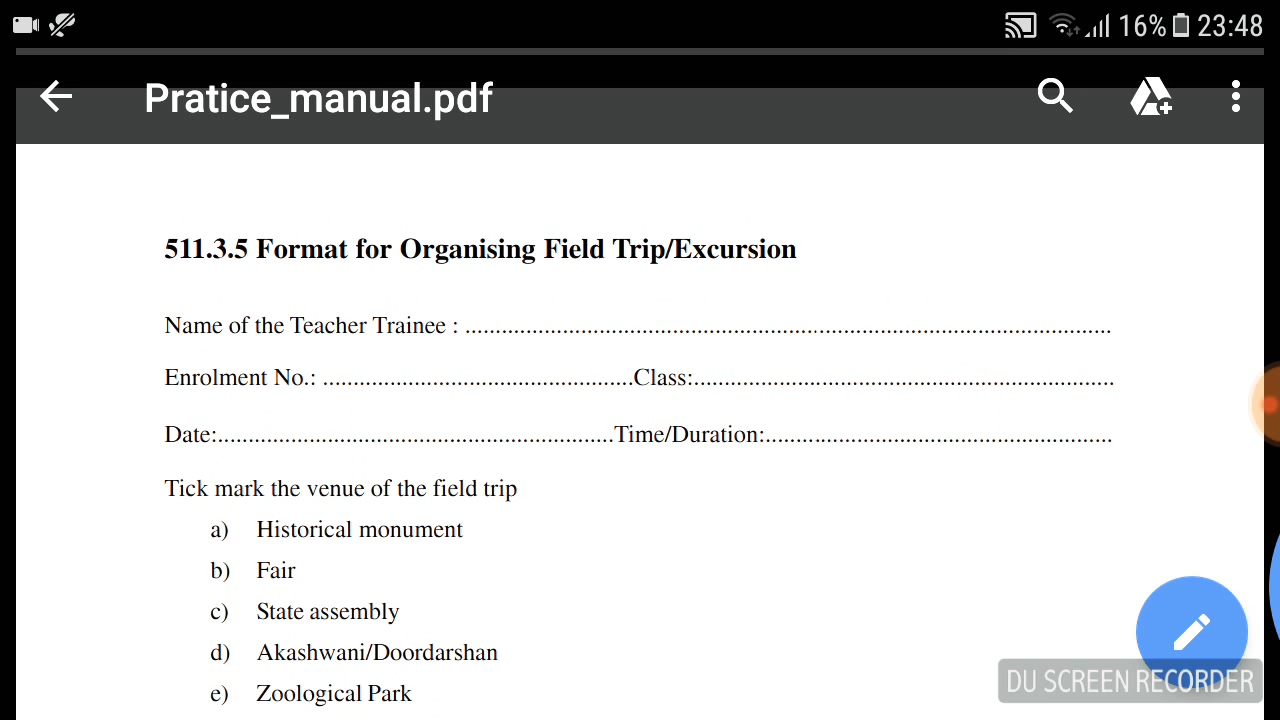 16% 23:48
Pratice_manual.pdf
511.3.5 Format for Organising Field Trip/Excursion
Name of the Teacher Trainee : ..........................................................................................................
Enrolment No.: ...................................................Class:.....................................................................
Date:.................................................................Time/Duration:.........................................................
Tick mark the venue of the field trip
a) Historical monument
b) Fair
c) State assembly
d) Akashwani/Doordarshan
e) Zoological Park
DU SCREEN RECORDER